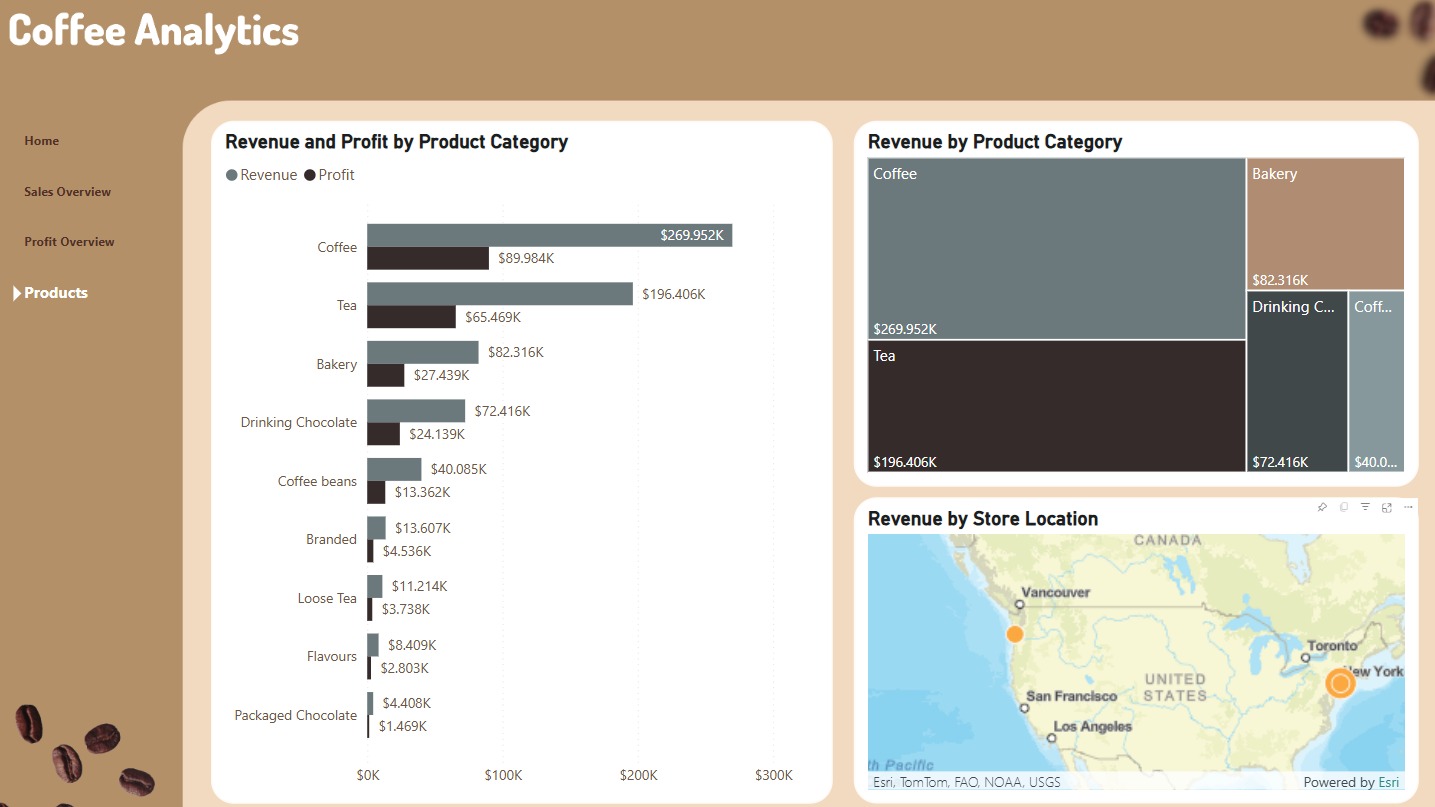 Coffee Analytics
Home
Sales Overview
Profit Overview
Products
Revenue and Profit by Product Category
Revenue Profit
Coffee
$269.952K
$89.984K
Tea
$196.406K
$65.469K
Bakery
$82.316K
$27.439K
Drinking Chocolate
$72.416K
$24.139K
Coffee beans
$40.085K
$13.362K
Branded
$13.607K
$4.536K
Loose Tea
$11.214K
$3.738K
Flavours
$8.409K
$2.803K
Packaged Chocolate
$4.408K
$1.469K
$0K $100K $200K $300K
Revenue by Product Category
Coffee
$269.952K
Tea
$196.406K
Bakery
$82.316K
Drinking C...
$72.416K
Coff...
$40.0...
Revenue by Store Location
CANADA
Vancouver
Toronto
New York
UNITED
STATES
San Francisco
Los Angeles
th Pacific
Esri, TomTom, FAO, NOAA, USGS
Powered by Esri